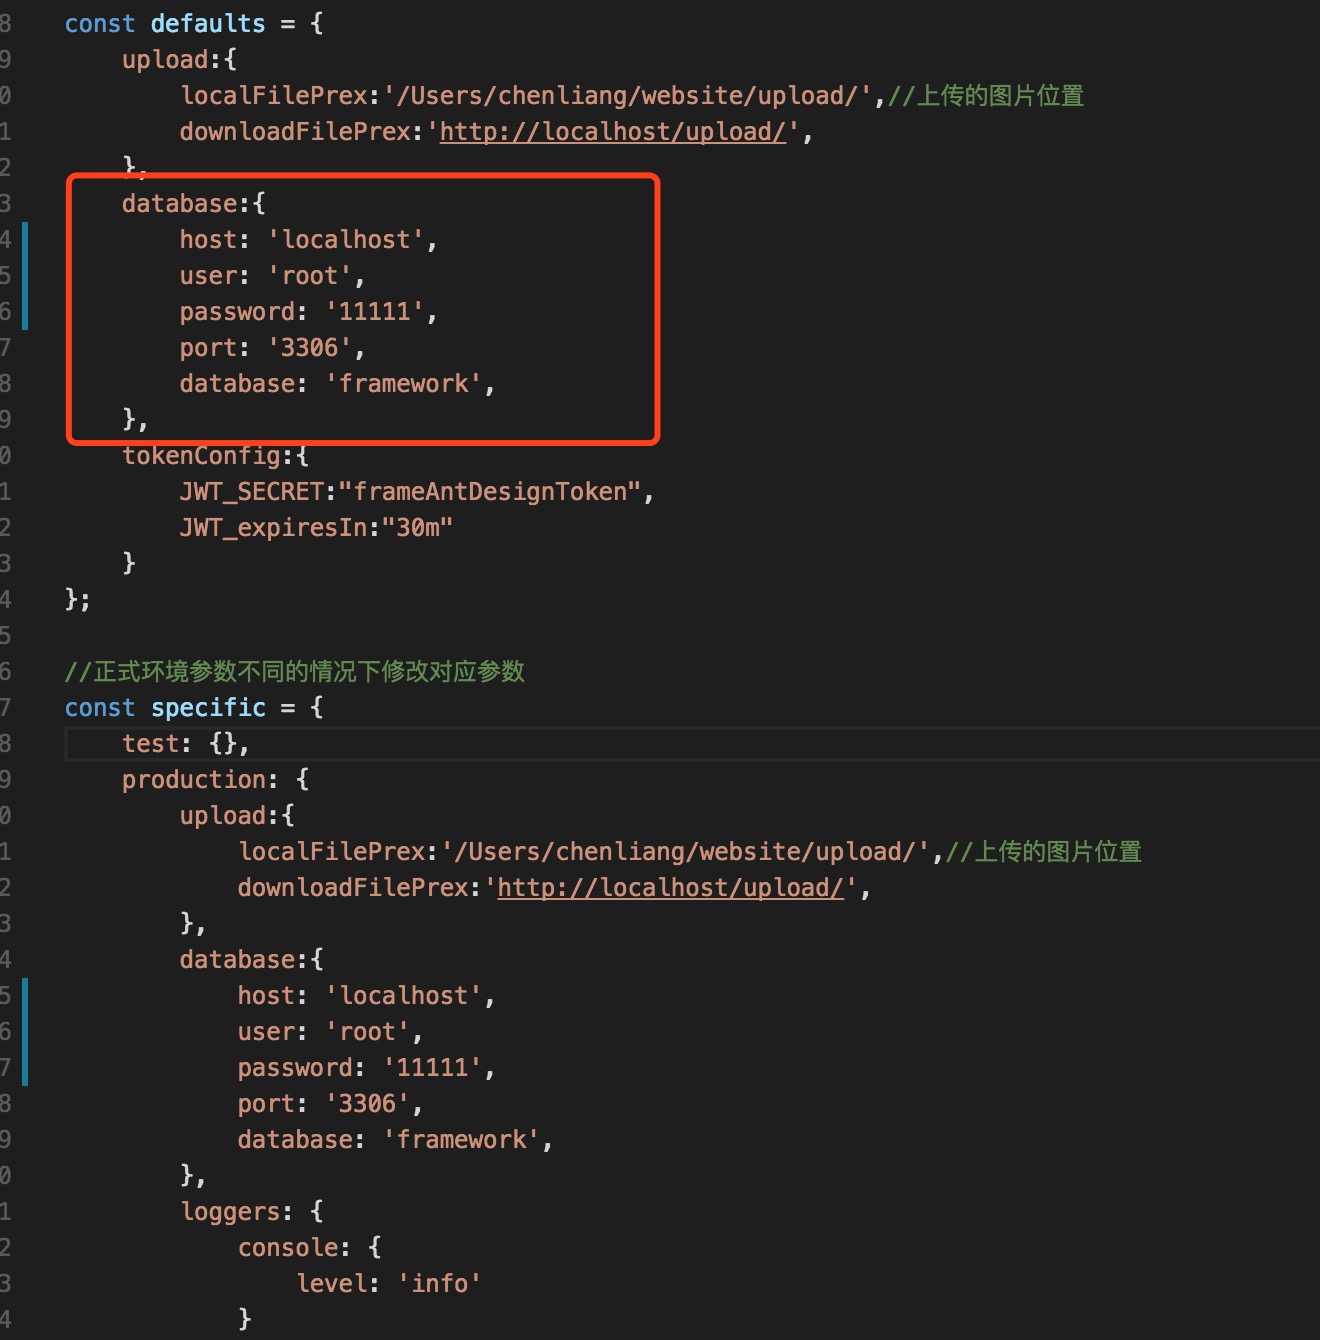 8 const defaults = {
9 upload:{
0 localFilePrex:'/Users/chenliang/website/upload/',//上传的图片位置
1 downloadFilePrex:'http://localhost/upload/',
2 },
3 database:{
4 host: 'localhost',
5 user: 'root',
6 password: '11111',
7 port: '3306',
8 database: 'framework',
9 },
0 tokenConfig:{
1 JWT_SECRET:"frameAntDesignToken",
2 JWT_expiresIn:"30m"
3 }
4 };
5
6 //正式环境参数不同的情况下修改对应参数
7 const specific = {
8 test: {},
9 production: {
0 upload:{
1 localFilePrex:'/Users/chenliang/website/upload/',//上传的图片位置
2 downloadFilePrex:'http://localhost/upload/',
3 },
4 database:{
5 host: 'localhost',
6 user: 'root',
7 password: '11111',
8 port: '3306',
9 database: 'framework',
0 },
1 loggers: {
2 console: {
3 level: 'info'
4 }